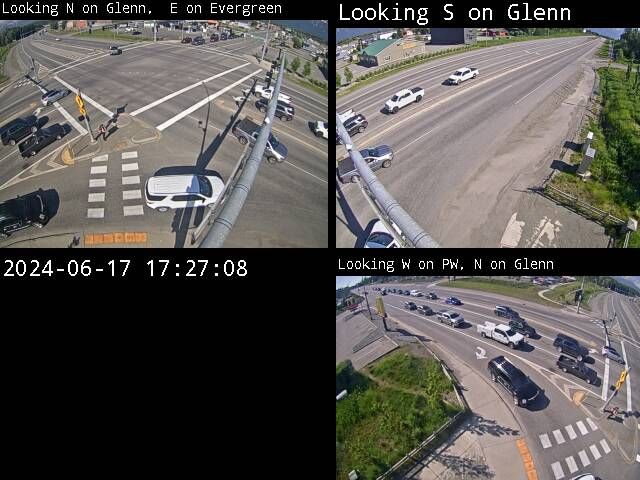 Looking N on Glenn,  E on Evergreen
Looking S on Glenn
2024-06-17 17:27:08
Looking W on PW, N on Glenn